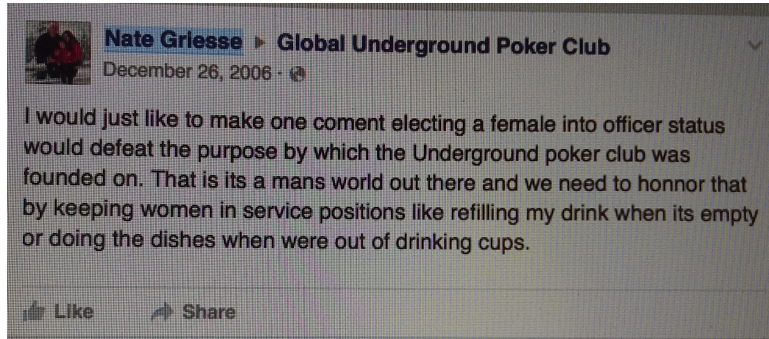 Nate Griesse ▸ Global Underground Poker Club
December 26, 2006 ·
I would just like to make one coment electing a female into officer status
would defeat the purpose by which the Underground poker club was
founded on. That is its a mans world out there and we need to honnor that
by keeping women in service positions like refilling my drink when its empty
or doing the dishes when were out of drinking cups.
Like Share